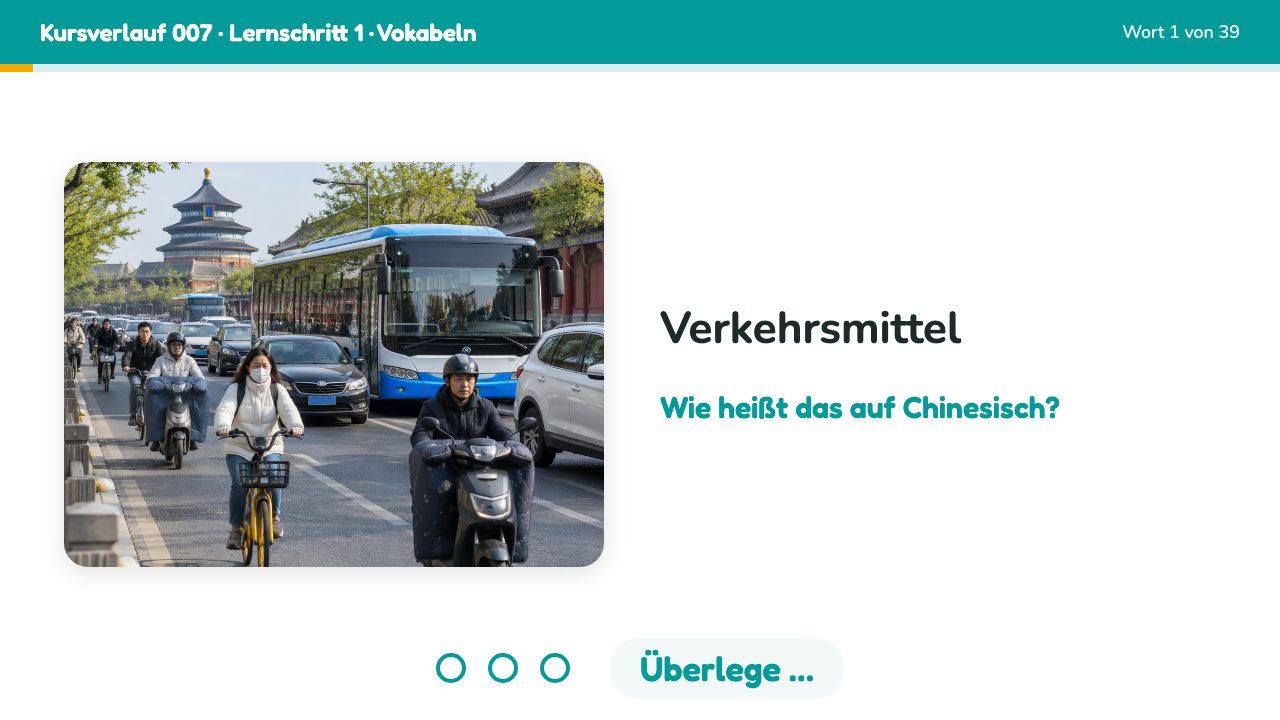 Kursverlauf 007 · Lernschritt 1 · Vokabeln
Wort 1 von 39
Verkehrsmittel
Wie heißt das auf Chinesisch?
Überlege ...